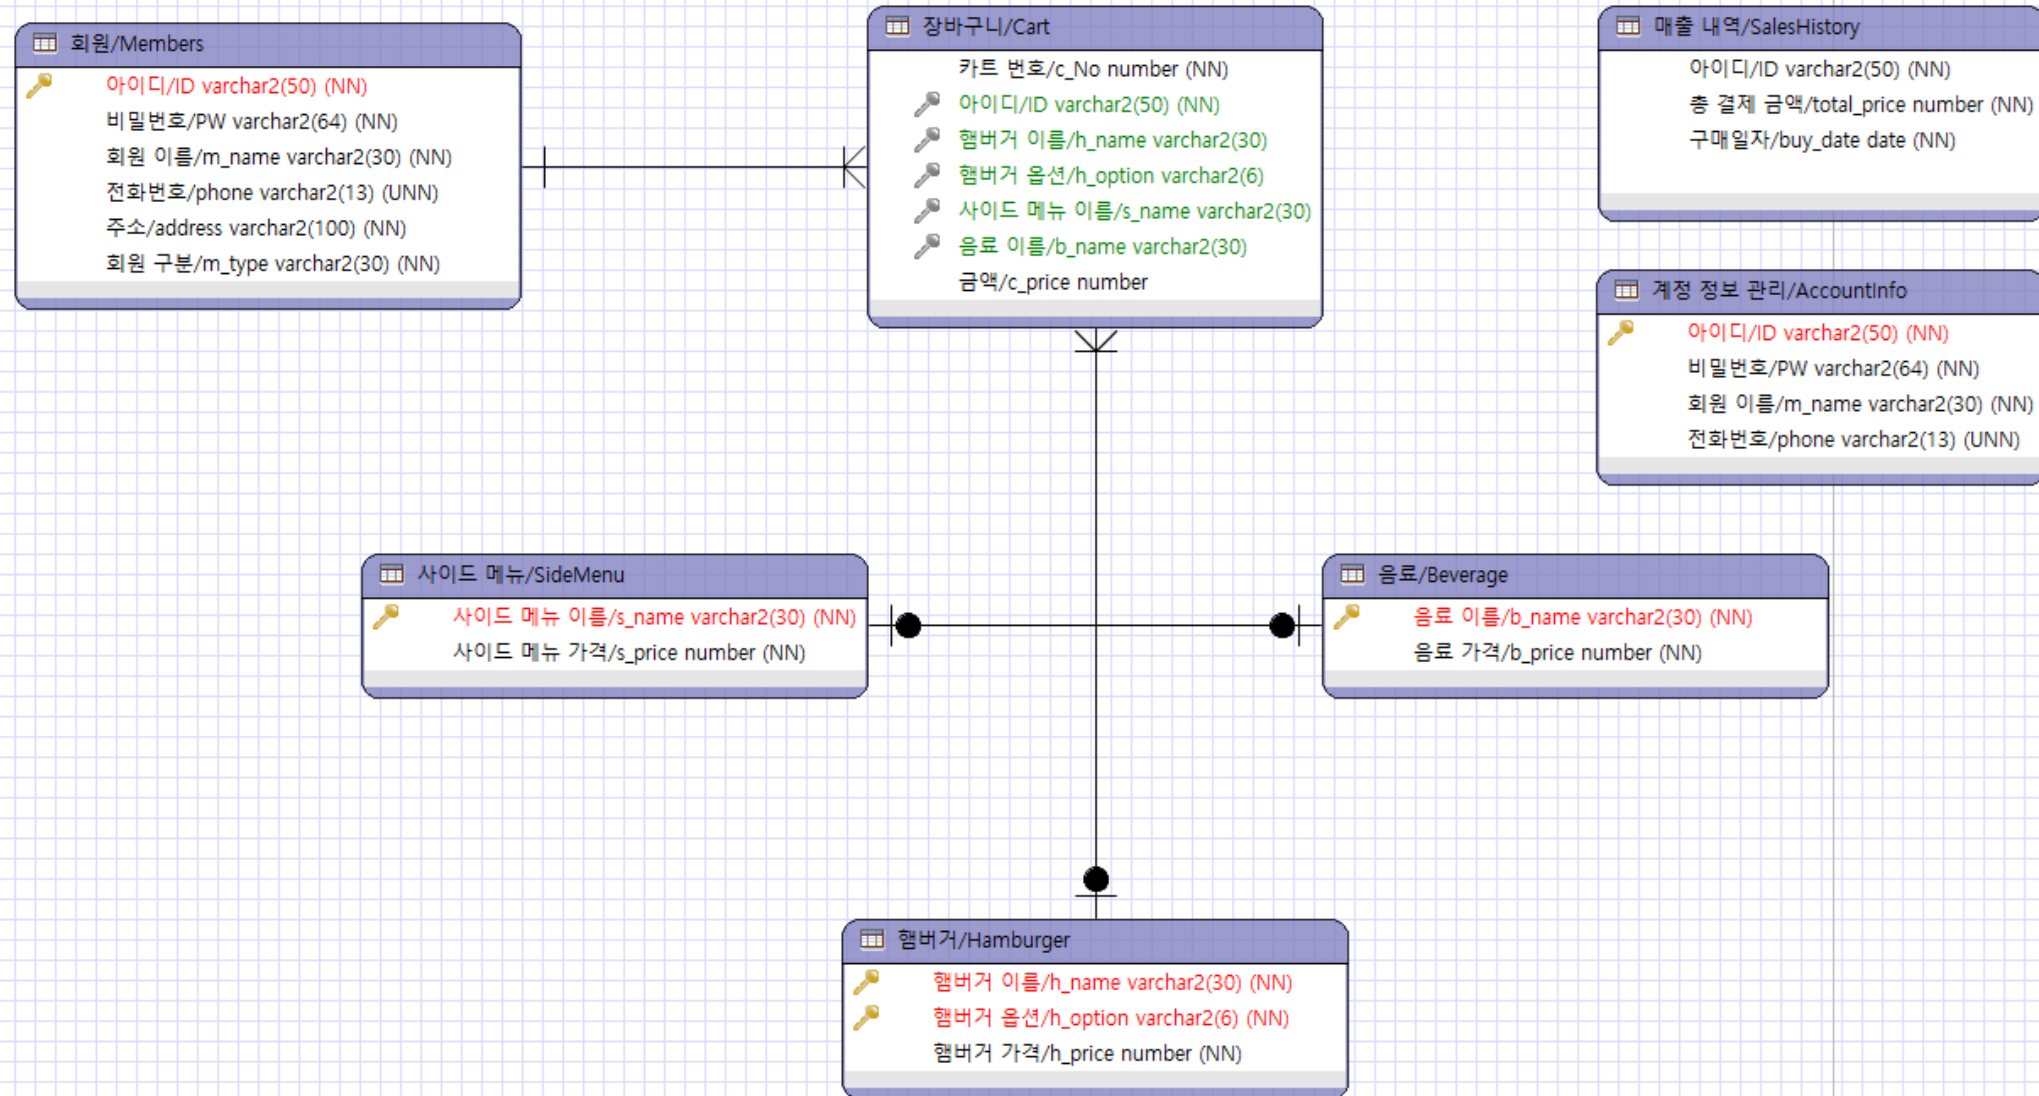 회원/Members
아이디/ID varchar2(50) (NN)
비밀번호/PW varchar2(64) (NN)
회원 이름/m_name varchar2(30) (NN)
전화번호/phone varchar2(13) (UNN)
주소/address varchar2(100) (NN)
회원 구분/m_type varchar2(30) (NN)
장바구니/Cart
카트 번호/c_No number (NN)
아이디/ID varchar2(50) (NN)
햄버거 이름/h_name varchar2(30)
햄버거 옵션/h_option varchar2(6)
사이드 메뉴 이름/s_name varchar2(30)
음료 이름/b_name varchar2(30)
금액/c_price number
매출 내역/SalesHistory
아이디/ID varchar2(50) (NN)
총 결제 금액/total_price number (NN)
구매일자/buy_date date (NN)
계정 정보 관리/AccountInfo
아이디/ID varchar2(50) (NN)
비밀번호/PW varchar2(64) (NN)
회원 이름/m_name varchar2(30) (NN)
전화번호/phone varchar2(13) (UNN)
사이드 메뉴/SideMenu
사이드 메뉴 이름/s_name varchar2(30) (NN)
사이드 메뉴 가격/s_price number (NN)
음료/Beverage
음료 이름/b_name varchar2(30) (NN)
음료 가격/b_price number (NN)
햄버거/Hamburger
햄버거 이름/h_name varchar2(30) (NN)
햄버거 옵션/h_option varchar2(6) (NN)
햄버거 가격/h_price number (NN)